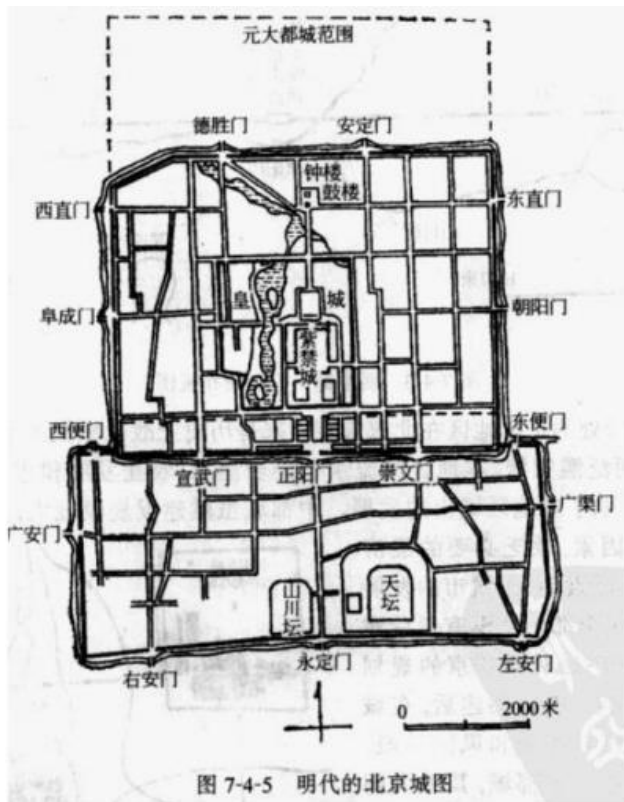 元大都城范围
德胜门
安定门
钟楼
鼓楼
西直门
东直门
皇城
阜成门
朝阳门
紫禁城
西便门
东便门
宣武门
正阳门
崇文门
广渠门
广安门
山川坛
天坛
右安门
永定门
左安门
0 2000米
图 7-4-5 明代的北京城图